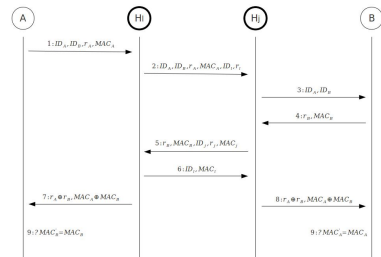 A Hi Hj B
1:ID_A,ID_B,r_A,MAC_A
2:ID_A,ID_B,r_A,MAC_A,ID_i,r_i
3:ID_A,ID_B
4:r_B,MAC_B
5:r_B,MAC_B,ID_j,r_j,MAC_j
6:ID_i,MAC_i
7:r_A⊕r_B,MAC_A⊕MAC_B
8:r_A⊕r_B,MAC_A⊕MAC_B
9:?MAC_B'=MAC_B
9:?MAC_A'=MAC_A